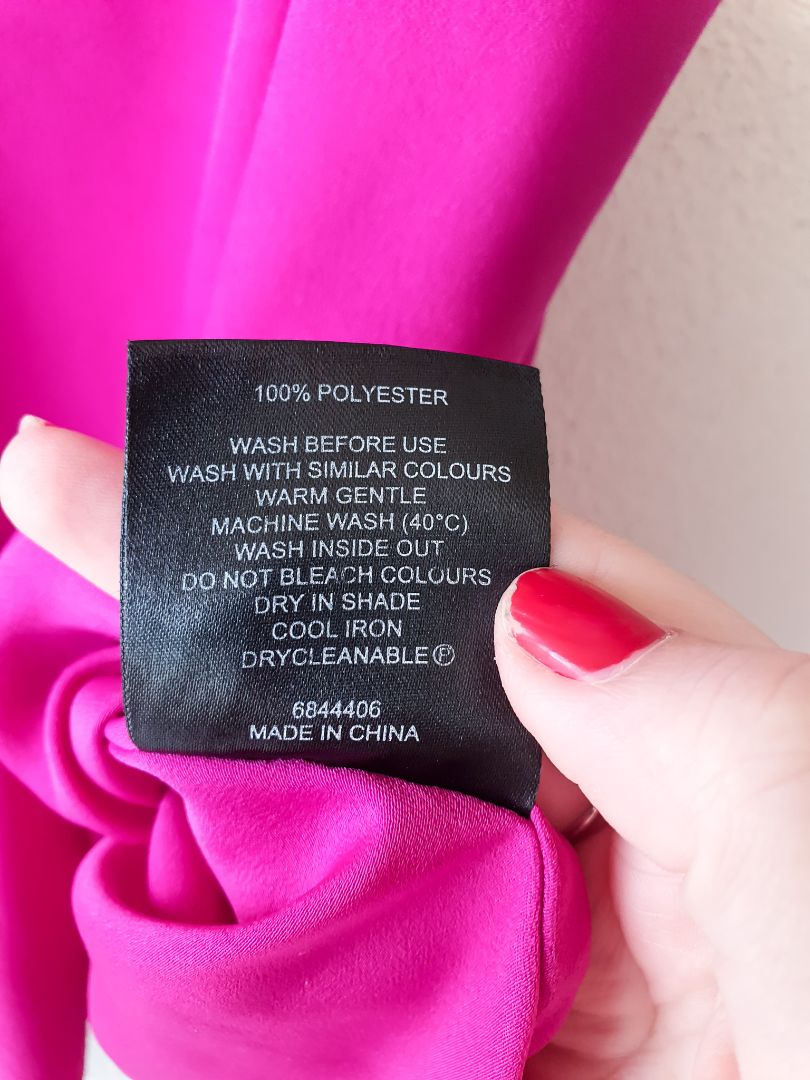 100% POLYESTER
WASH BEFORE USE
WASH WITH SIMILAR COLOURS
WARM GENTLE
MACHINE WASH (40°C)
WASH INSIDE OUT
DO NOT BLEACH COLOURS
DRY IN SHADE
COOL IRON
DRYCLEANABLE Ⓟ
6844406
MADE IN CHINA